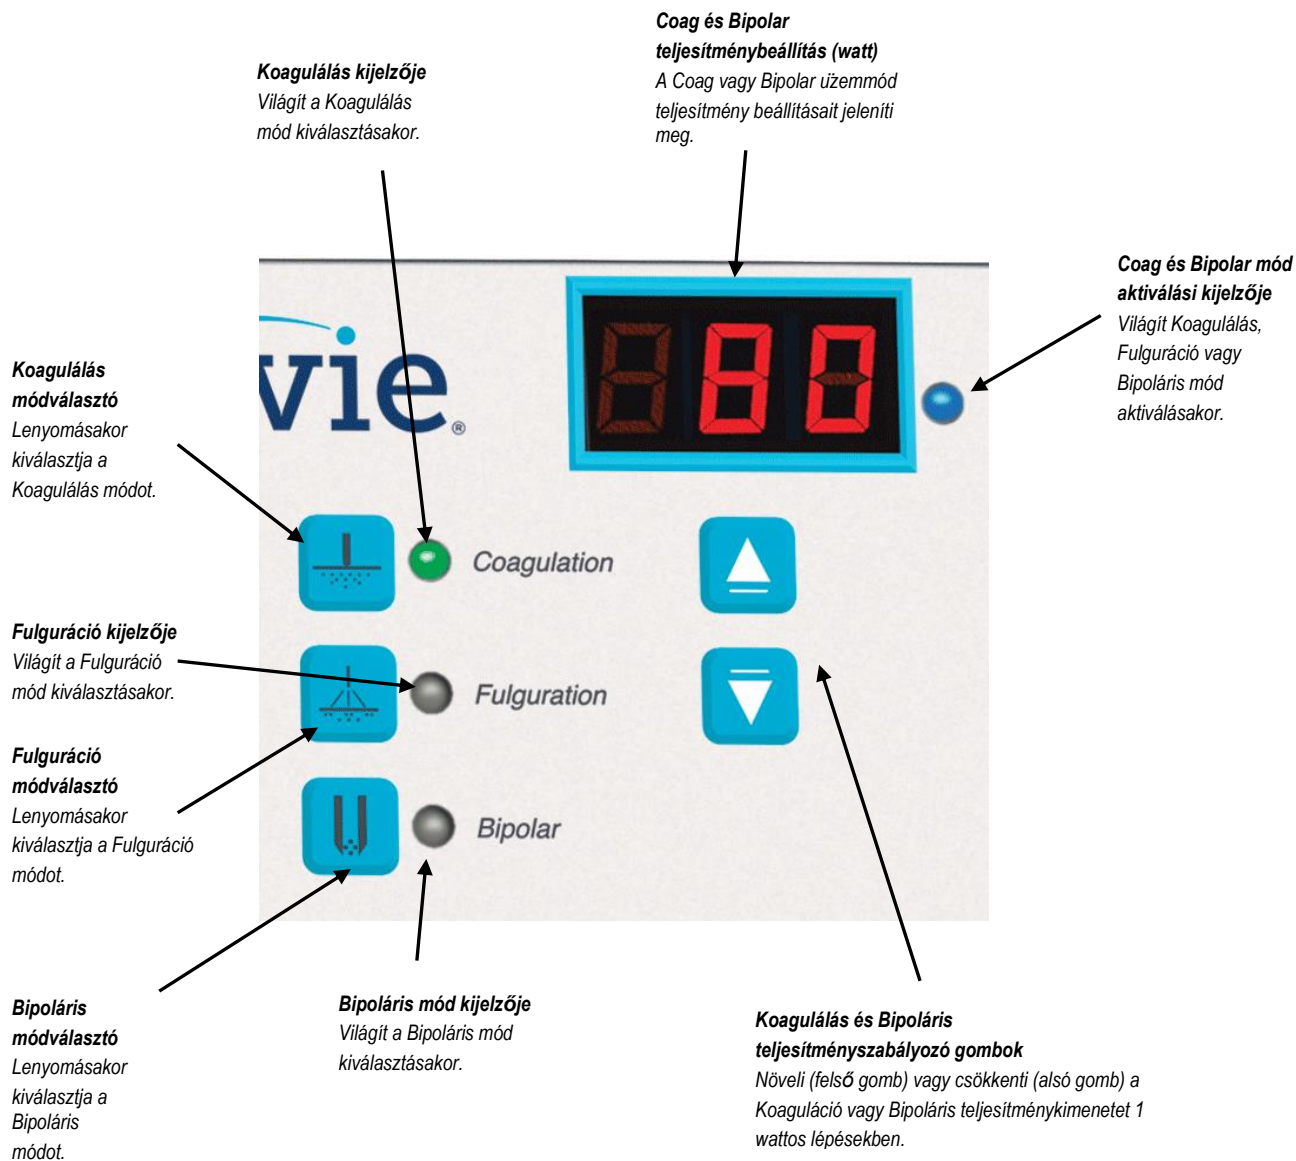 Coag és Bipolar
teljesítménybeállítás (watt)
A Coag vagy Bipolar üzemmód
teljesítmény beállításait jeleníti
meg.
Koagulálás kijelzője
Világít a Koagulálás
mód kiválasztásakor.
Coag és Bipolar mód
aktiválási kijelzője
Világít Koagulálás,
Fulguráció vagy
Bipoláris mód
aktiválásakor.
80
vie®
Koagulálás
módválasztó
Lenyomásakor
kiválasztja a
Koagulálás módot.
Coagulation
Fulguráció kijelzője
Világít a Fulguráció
mód kiválasztásakor.
Fulguration
Fulguráció
módválasztó
Lenyomásakor
kiválasztja a Fulguráció
módot.
Bipolar
Bipoláris
módválasztó
Lenyomásakor
kiválasztja a
Bipoláris
módot.
Bipoláris mód kijelzője
Világít a Bipoláris mód
kiválasztásakor.
Koagulálás és Bipoláris
teljesítményszabályozó gombok
Növeli (felső gomb) vagy csökkenti (alsó gomb) a
Koaguláció vagy Bipoláris teljesítménykimenetet 1
wattos lépésekben.